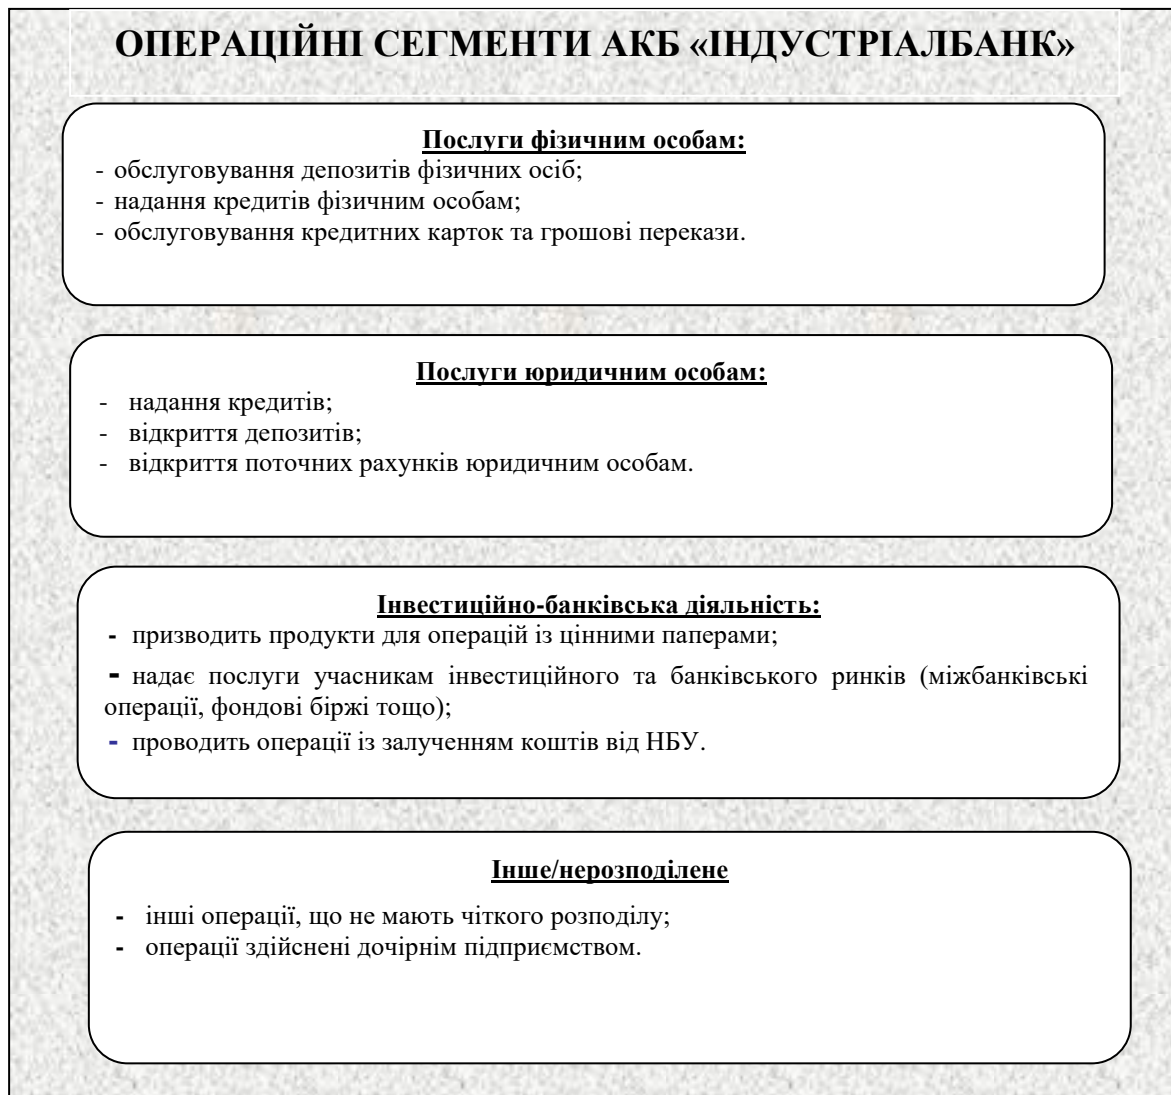 ОПЕРАЦІЙНІ СЕГМЕНТИ АКБ «ІНДУСТРІАЛБАНК»
Послуги фізичним особам:
- обслуговування депозитів фізичних осіб;
- надання кредитів фізичним особам;
- обслуговування кредитних карток та грошові перекази.
Послуги юридичним особам:
- надання кредитів;
- відкриття депозитів;
- відкриття поточних рахунків юридичним особам.
Інвестиційно-банківська діяльність:
- призводить продукти для операцій із цінними паперами;
- надає послуги учасникам інвестиційного та банківського ринків (міжбанківські
операції, фондові біржі тощо);
- проводить операції із залученням коштів від НБУ.
Інше/нерозподілене
- інші операції, що не мають чіткого розподілу;
- операції здійснені дочірнім підприємством.